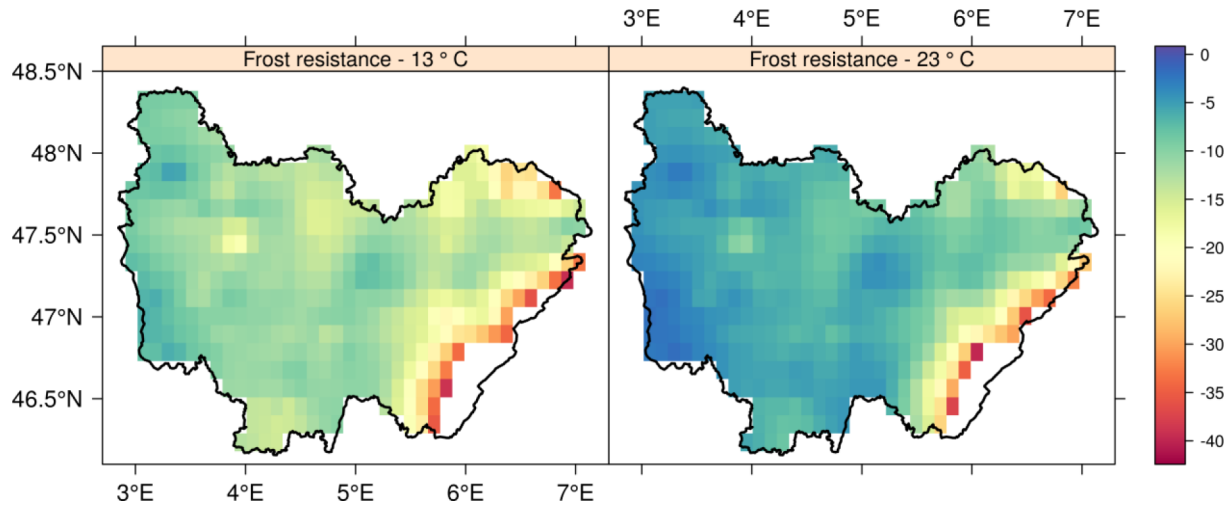 3°E 4°E 5°E 6°E 7°E
Frost resistance - 13 ° C
Frost resistance - 23 ° C
48.5°N
48°N
47.5°N
47°N
46.5°N
3°E 4°E 5°E 6°E 7°E
0
-5
-10
-15
-20
-25
-30
-35
-40